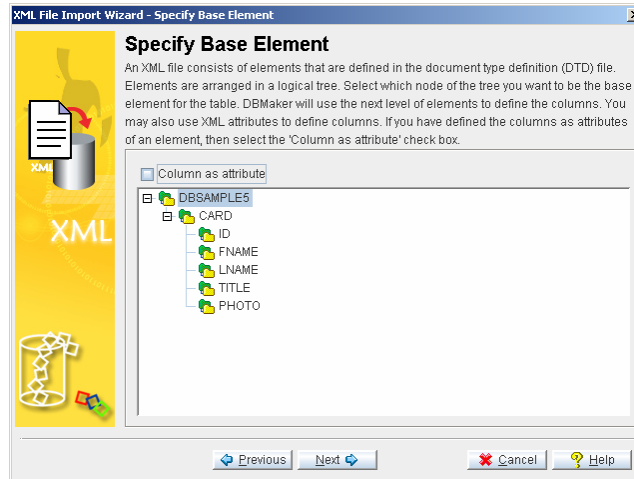 XML File Import Wizard - Specify Base Element
Specify Base Element
An XML file consists of elements that are defined in the document type definition (DTD) file.
Elements are arranged in a logical tree. Select which node of the tree you want to be the base
element for the table. DBMaker will use the next level of elements to define the columns. You
may also use XML attributes to define columns. If you have defined the columns as attributes
of an element, then select the 'Column as attribute' check box.
XML
Column as attribute
DBSAMPLE5
CARD
XML
ID
FNAME
LNAME
TITLE
PHOTO
Previous Next Cancel Help